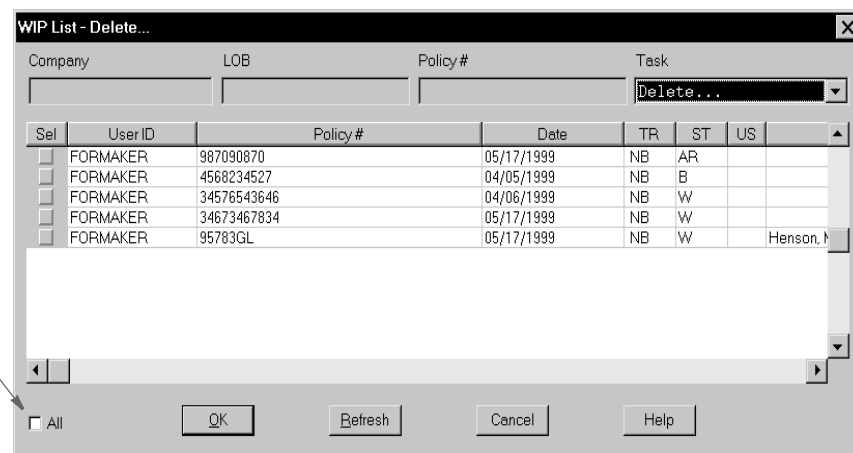 WIP List - Delete...
Company LOB Policy # Task
Delete...
Sel User ID Policy # Date TR ST US
FORMAKER 987090870 05/17/1999 NB AR
FORMAKER 4568234527 04/05/1999 NB B
FORMAKER 34576543646 04/06/1999 NB W
FORMAKER 34673467834 05/17/1999 NB W
FORMAKER 95783GL 05/17/1999 NB W Henson,
All OK Refresh Cancel Help